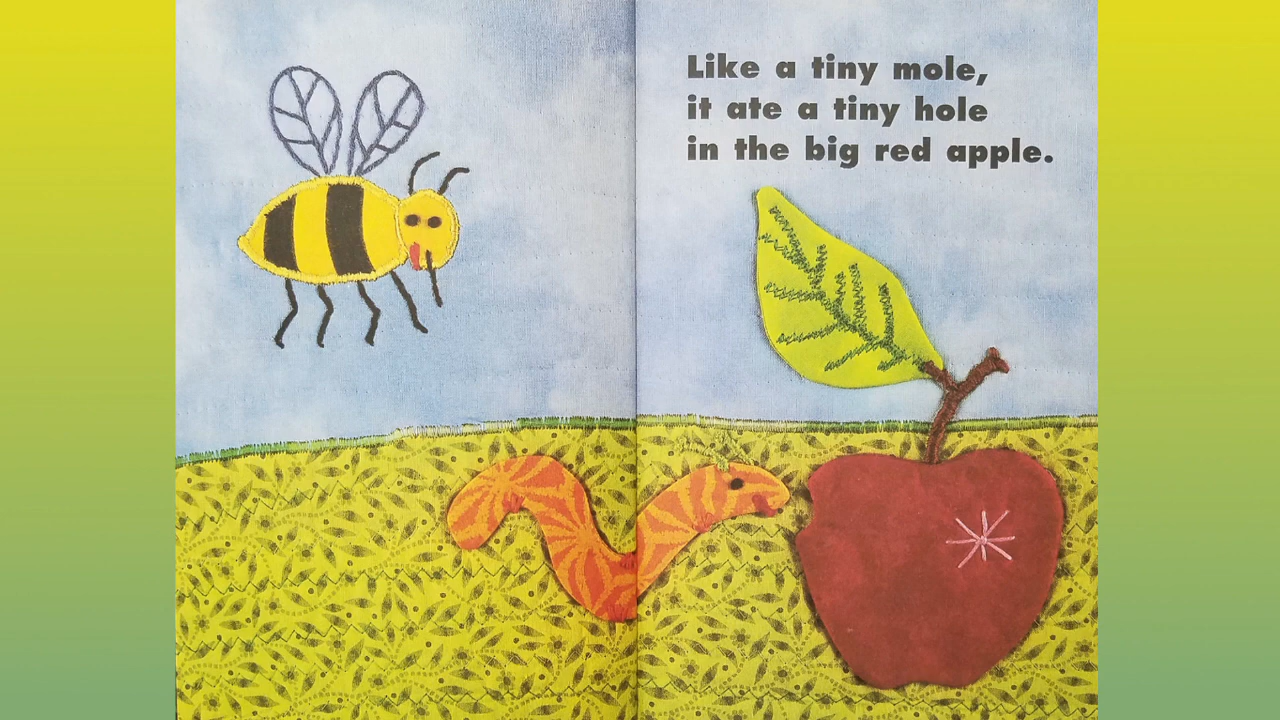 Like a tiny mole,
it ate a tiny hole
in the big red apple.